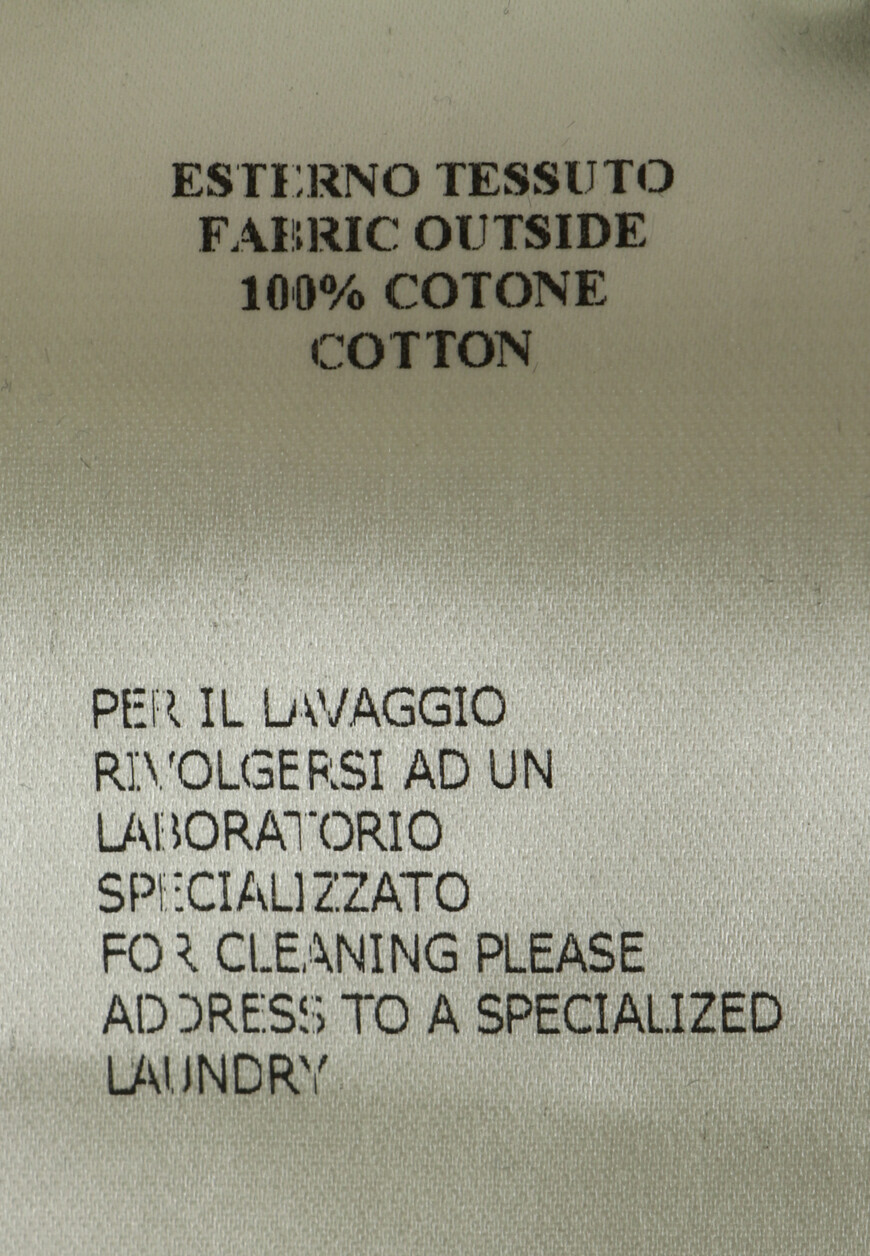 ESTERNO TESSUTO
FABRIC OUTSIDE
100% COTONE
COTTON
PER IL LAVAGGIO
RIVOLGERSI AD UN
LABORATORIO
SPECIALIZZATO
FOR CLEANING PLEASE
ADDRESS TO A SPECIALIZED
LAUNDRY